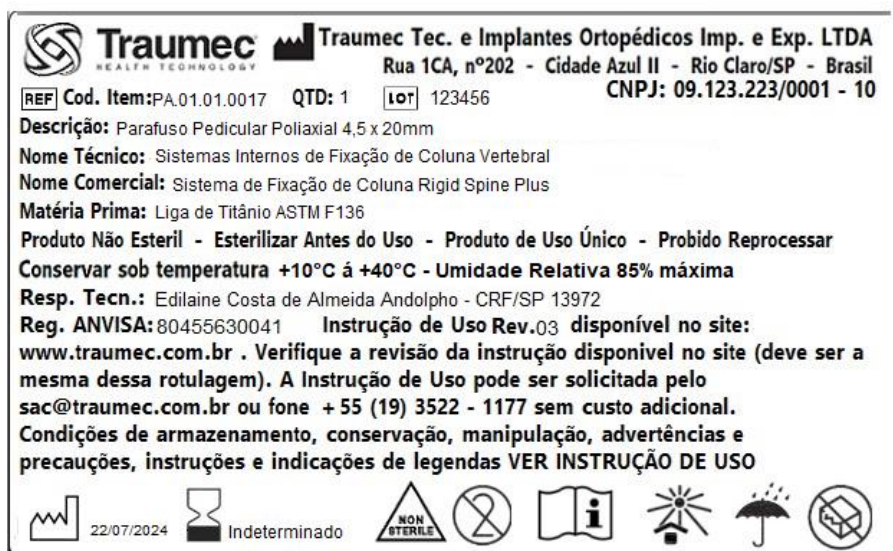 Traumec
HEALTH TECHNOLOGY
Traumec Tec. e Implantes Ortopédicos Imp. e Exp. LTDA
Rua 1CA, nº202 - Cidade Azul II - Rio Claro/SP - Brasil
CNPJ: 09.123.223/0001 - 10
REF Cod. Item:PA.01.01.0017 QTD: 1 LOT 123456
Descrição: Parafuso Pedicular Poliaxial 4,5 x 20mm
Nome Técnico: Sistemas Internos de Fixação de Coluna Vertebral
Nome Comercial: Sistema de Fixação de Coluna Rigid Spine Plus
Matéria Prima: Liga de Titânio ASTM F136
Produto Não Esteril - Esterilizar Antes do Uso - Produto de Uso Único - Probido Reprocessar
Conservar sob temperatura +10°C á +40°C - Umidade Relativa 85% máxima
Resp. Tecn.: Edilaine Costa de Almeida Andolpho - CRF/SP 13972
Reg. ANVISA: 80455630041 Instrução de Uso Rev.03 disponível no site:
www.traumec.com.br . Verifique a revisão da instrução disponivel no site (deve ser a
mesma dessa rotulagem). A Instrução de Uso pode ser solicitada pelo
sac@traumec.com.br ou fone + 55 (19) 3522 - 1177 sem custo adicional.
Condições de armazenamento, conservação, manipulação, advertências e
precauções, instruções e indicações de legendas VER INSTRUÇÃO DE USO
22/07/2024 Indeterminado NON STERILE 2 i